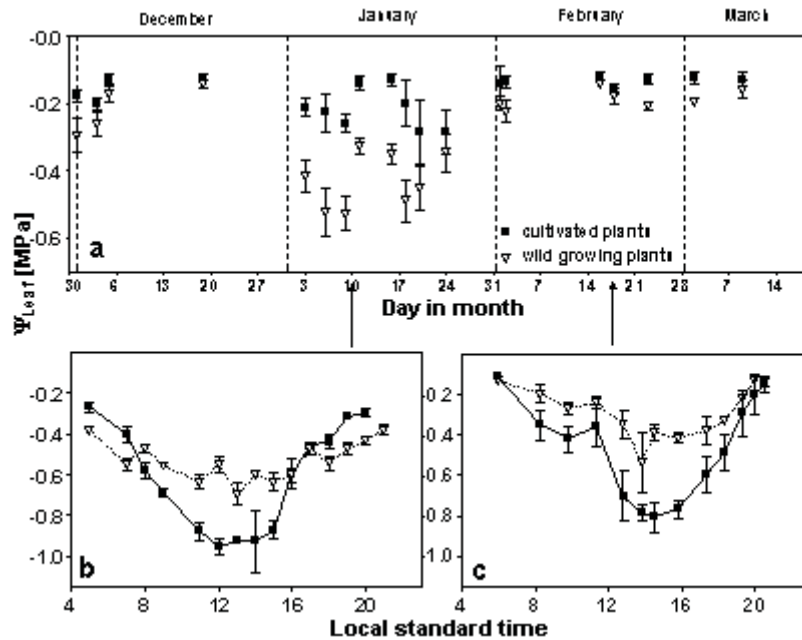 December January February March
-0.0
-0.2
-0.4
-0.6
Ψ Leaf [MPa]
a
cultivated plants
wild growing plants
30 6 13 20 27 3 10 17 24 31 7 14 21 28 7 14
Day in month
-0.2 -0.2
-0.4 -0.4
-0.6 -0.6
-0.8 -0.8
-1.0 -1.0
b c
4 8 12 16 20 4 8 12 16 20
Local standard time